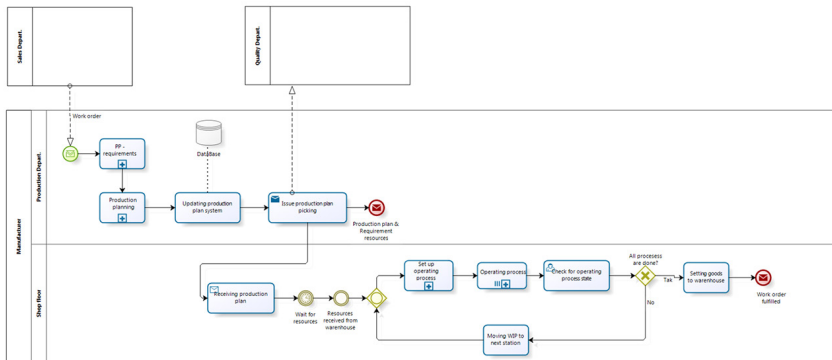 Sales Depart.
Quality Depart.
Work order
Manufacturer
Production Depart.
PP -
requirements
DataBase
Production
planning
Updating production
plan system
Issue production plan
picking
Production plan &
Requirement
resources
Shop floor
Receiving production
plan
Wait for
resources
Resources
received from
warehouse
Set up
operating
process
Operating process
Check for operating
process state
All processess
are done?
Tak
No
Setting goods
to warehouse
Work order
fulfilled
Moving WIP to
next station